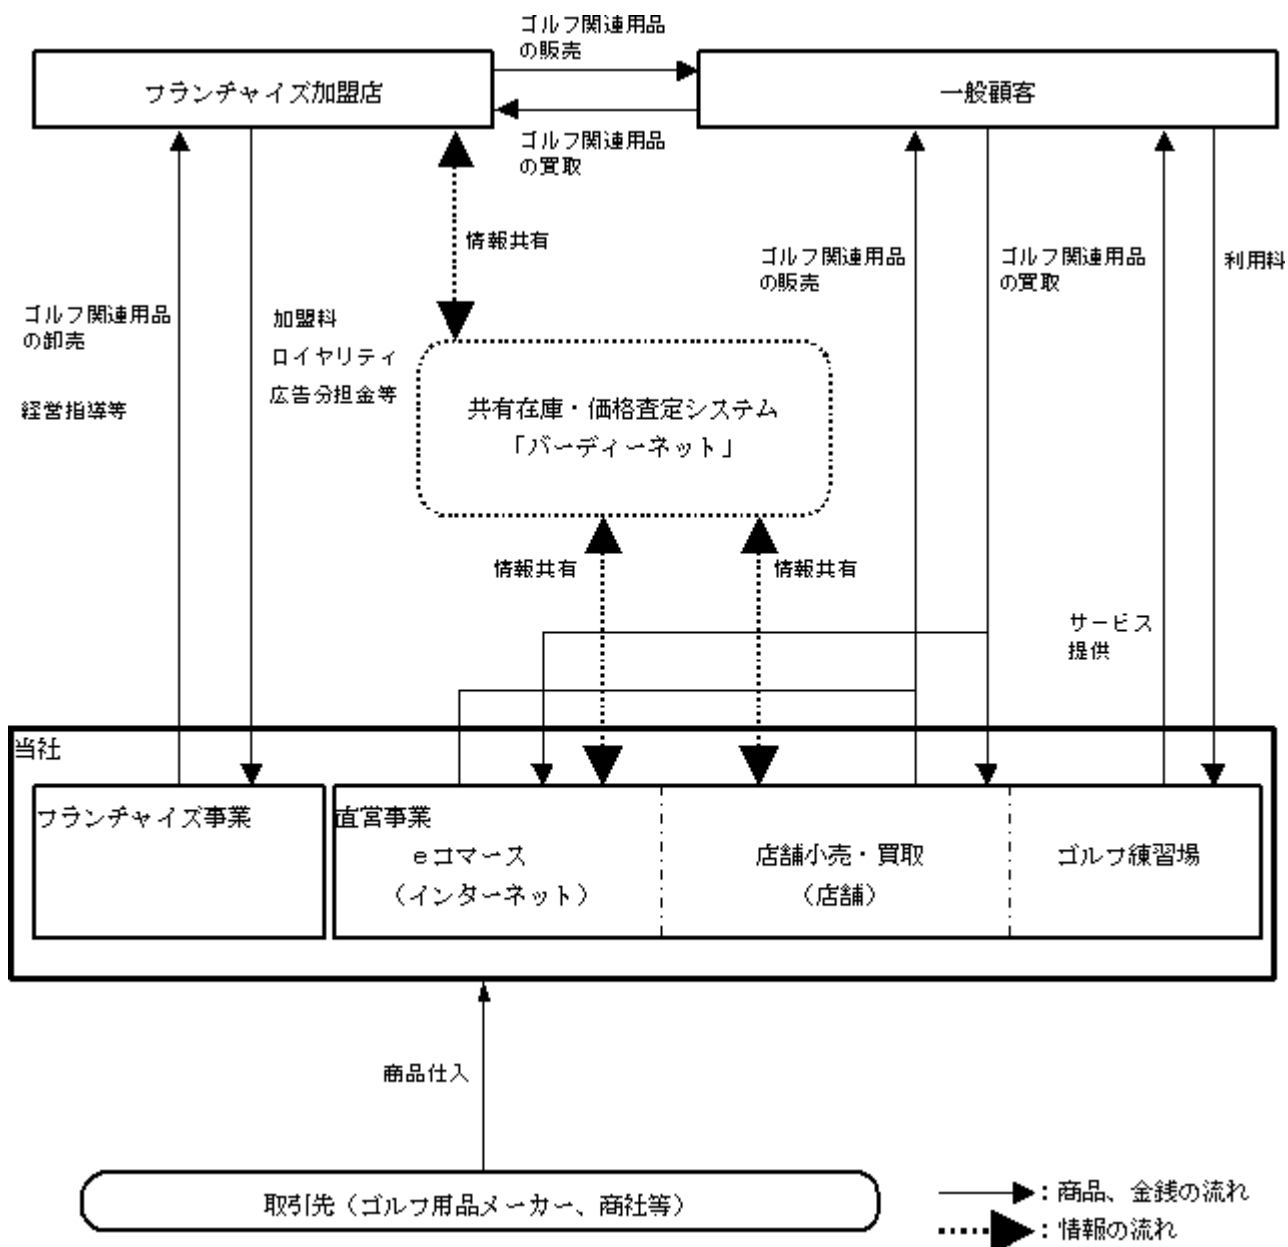 ゴルフ関連用品
の販売
フランチャイズ加盟店
一般顧客
ゴルフ関連用品
の買取
情報共有
ゴルフ関連用品
の販売
ゴルフ関連用品
の買取
利用料
ゴルフ関連用品
の卸売
経営指導等
加盟料
ロイヤリティ
広告分担金等
共有在庫・価格査定システム
「バーディーネット」
情報共有
情報共有
サービス
提供
当社
フランチャイズ事業
直営事業
eコマース
（インターネット）
店舗小売・買取
（店舗）
ゴルフ練習場
商品仕入
取引先（ゴルフ用品メーカー、商社等）
：商品、金銭の流れ
：情報の流れ